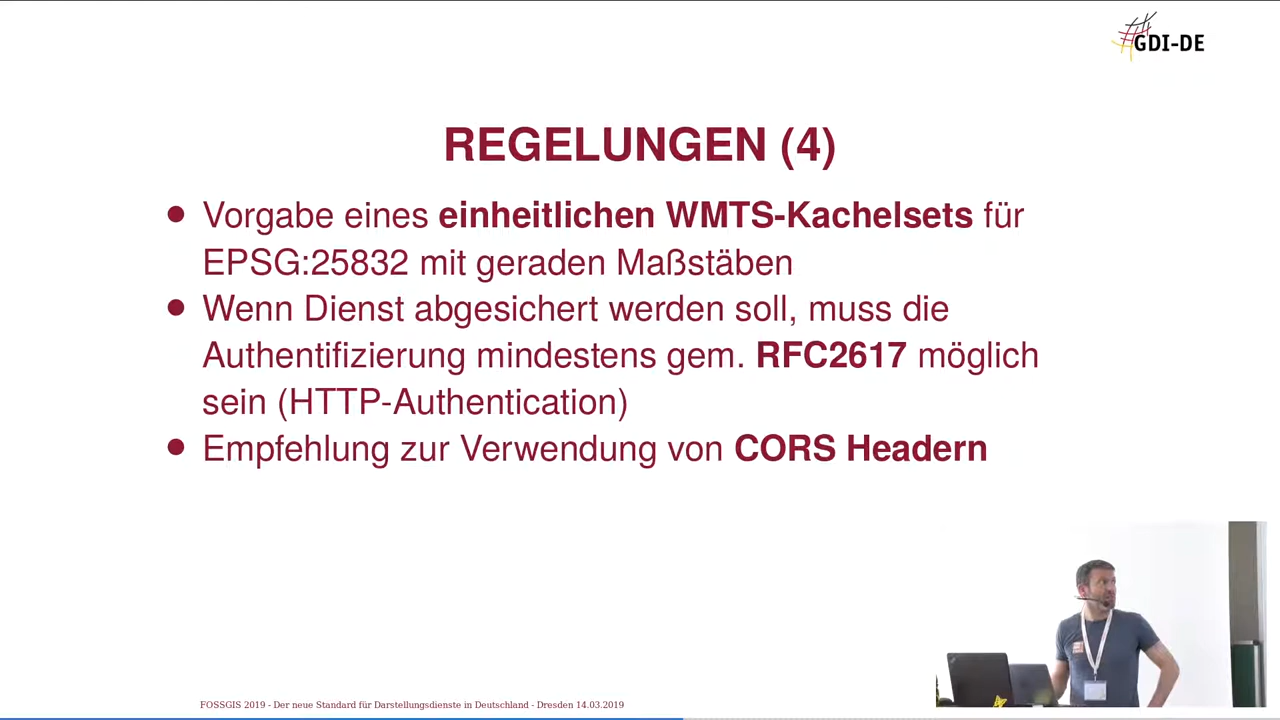 GDI-DE
REGELUNGEN (4)
• Vorgabe eines einheitlichen WMTS-Kachelsets für
EPSG:25832 mit geraden Maßstäben
• Wenn Dienst abgesichert werden soll, muss die
Authentifizierung mindestens gem. RFC2617 möglich
sein (HTTP-Authentication)
• Empfehlung zur Verwendung von CORS Headern
FOSSGIS 2019 - Der neue Standard für Darstellungsdienste in Deutschland - Dresden 14.03.2019